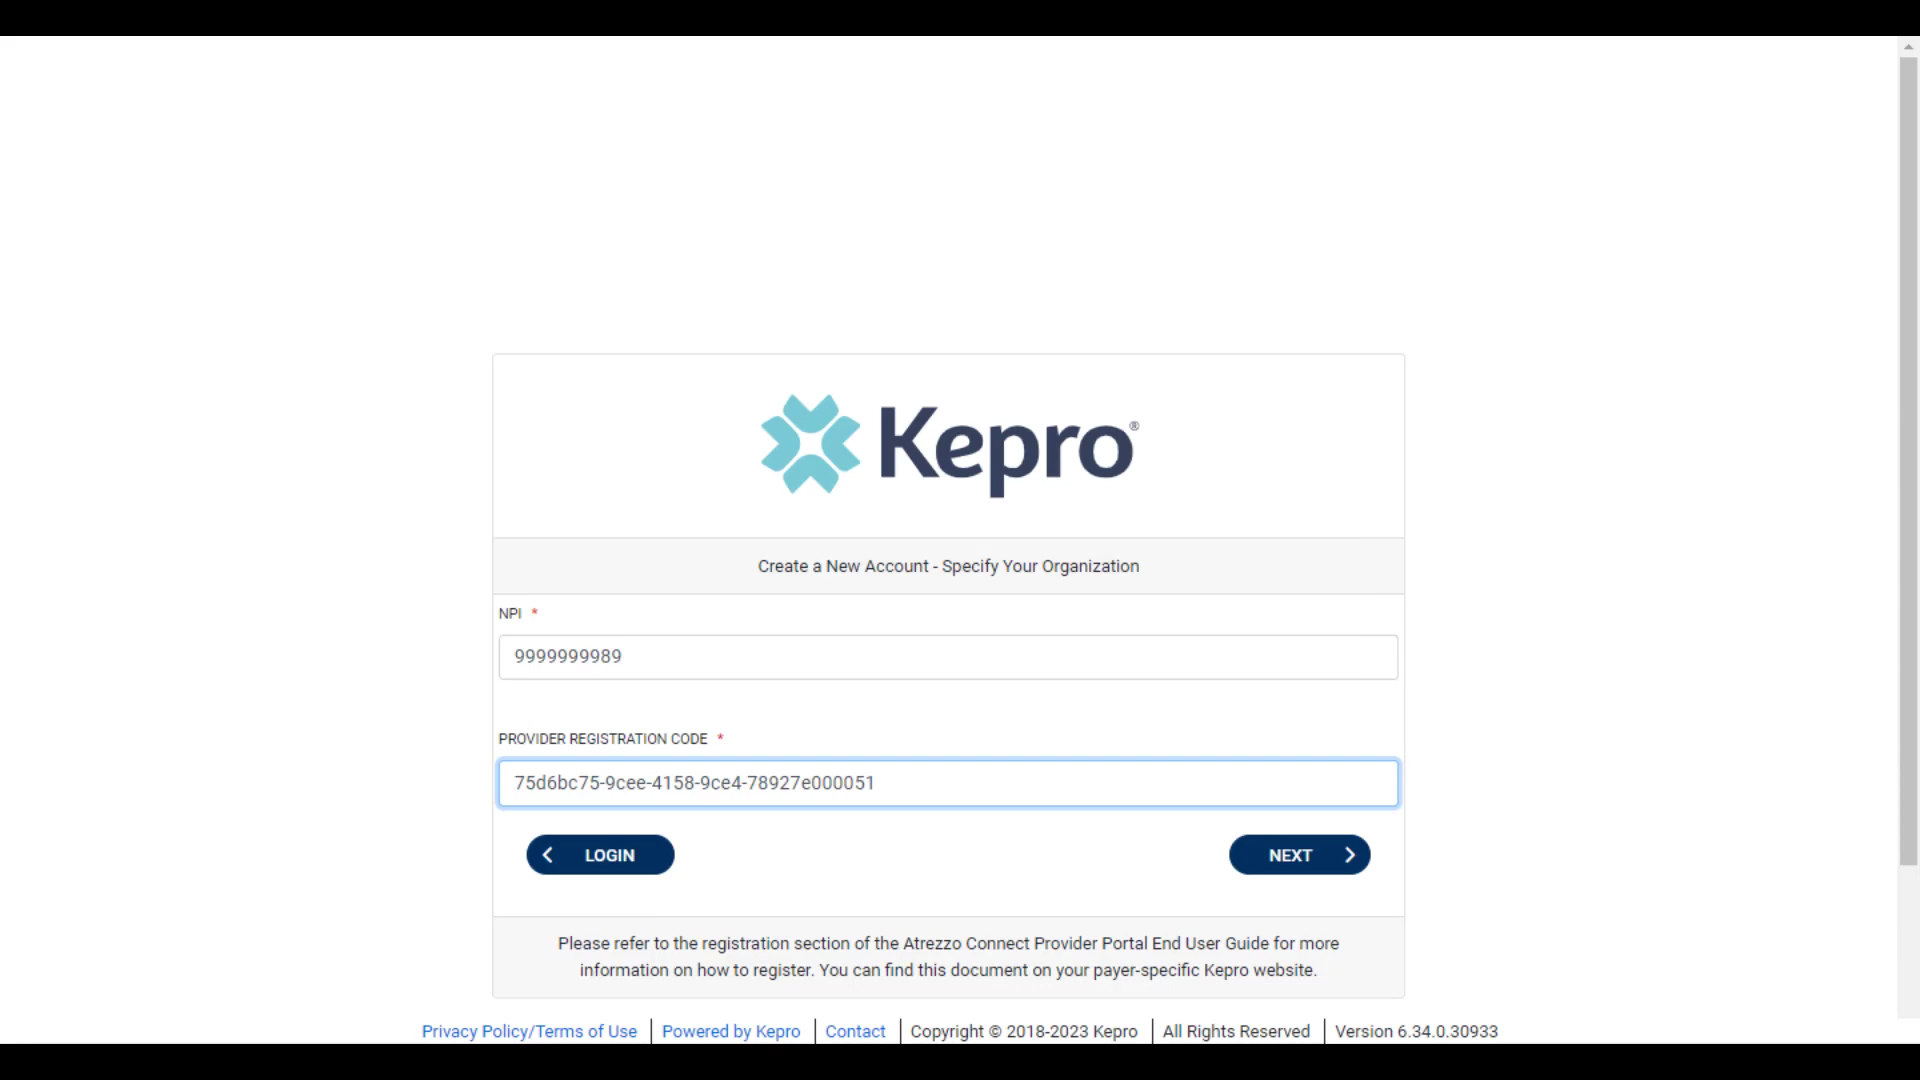 Kepro®
Create a New Account - Specify Your Organization
NPI *
9999999989
PROVIDER REGISTRATION CODE *
75d6bc75-9cee-4158-9ce4-78927e000051
LOGIN
NEXT
Please refer to the registration section of the Atrezzo Connect Provider Portal End User Guide for more
information on how to register. You can find this document on your payer-specific Kepro website.
Privacy Policy/Terms of Use | Powered by Kepro | Contact | Copyright © 2018-2023 Kepro | All Rights Reserved | Version 6.34.0.30933